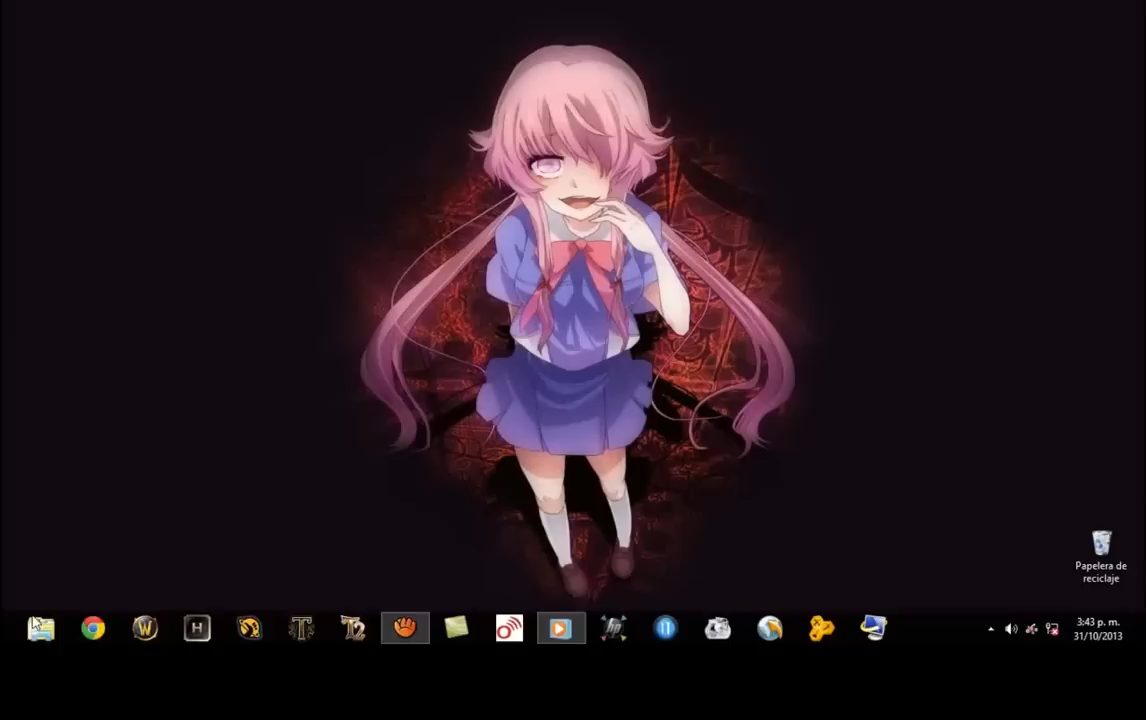 Papelera de
reciclaje
H
3:43 p. m.
31/10/2013